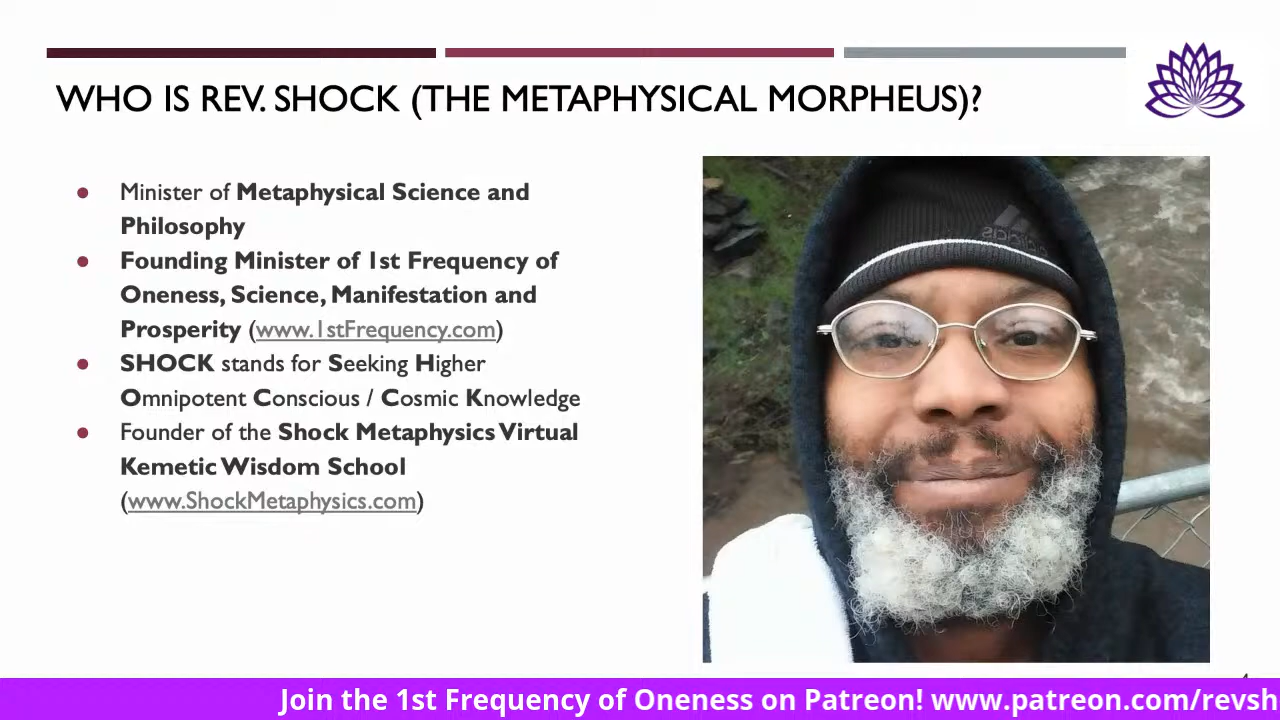 WHO IS REV. SHOCK (THE METAPHYSICAL MORPHEUS)?
● Minister of Metaphysical Science and
Philosophy
● Founding Minister of 1st Frequency of
Oneness, Science, Manifestation and
Prosperity (www.1stFrequency.com)
● SHOCK stands for Seeking Higher
Omnipotent Conscious / Cosmic Knowledge
● Founder of the Shock Metaphysics Virtual
Kemetic Wisdom School
(www.ShockMetaphysics.com)
adidas
Join the 1st Frequency of Oneness on Patreon! www.patreon.com/revsh